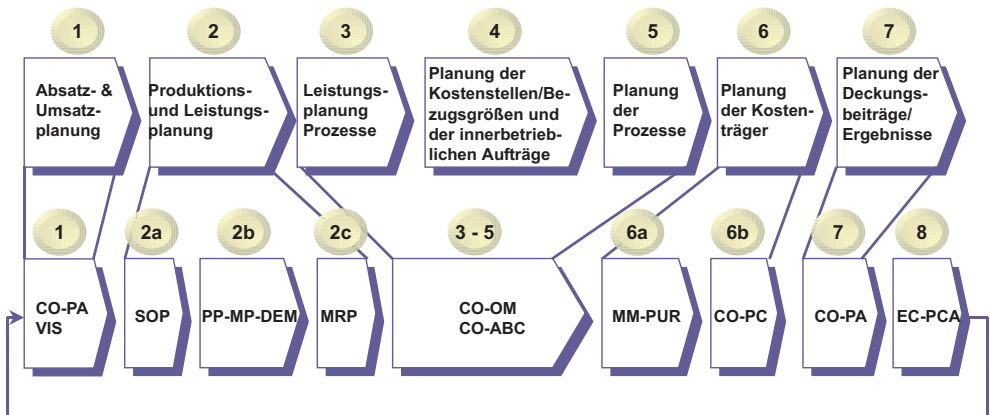 1
2
3
4
5
6
7
Absatz- &
Umsatz-
planung
Produktions-
und Leistungs-
planung
Leistungs-
planung
Prozesse
Planung der
Kostenstellen/Be-
zugsgrößen und
der innerbetrieb-
lichen Aufträge
Planung
der
Prozesse
Planung
der Kosten-
träger
Planung der
Deckungs-
beiträge/
Ergebnisse
1
2a
2b
2c
3 - 5
6a
6b
7
8
CO-PA
VIS
SOP
PP-MP-DEM
MRP
CO-OM
CO-ABC
MM-PUR
CO-PC
CO-PA
EC-PCA